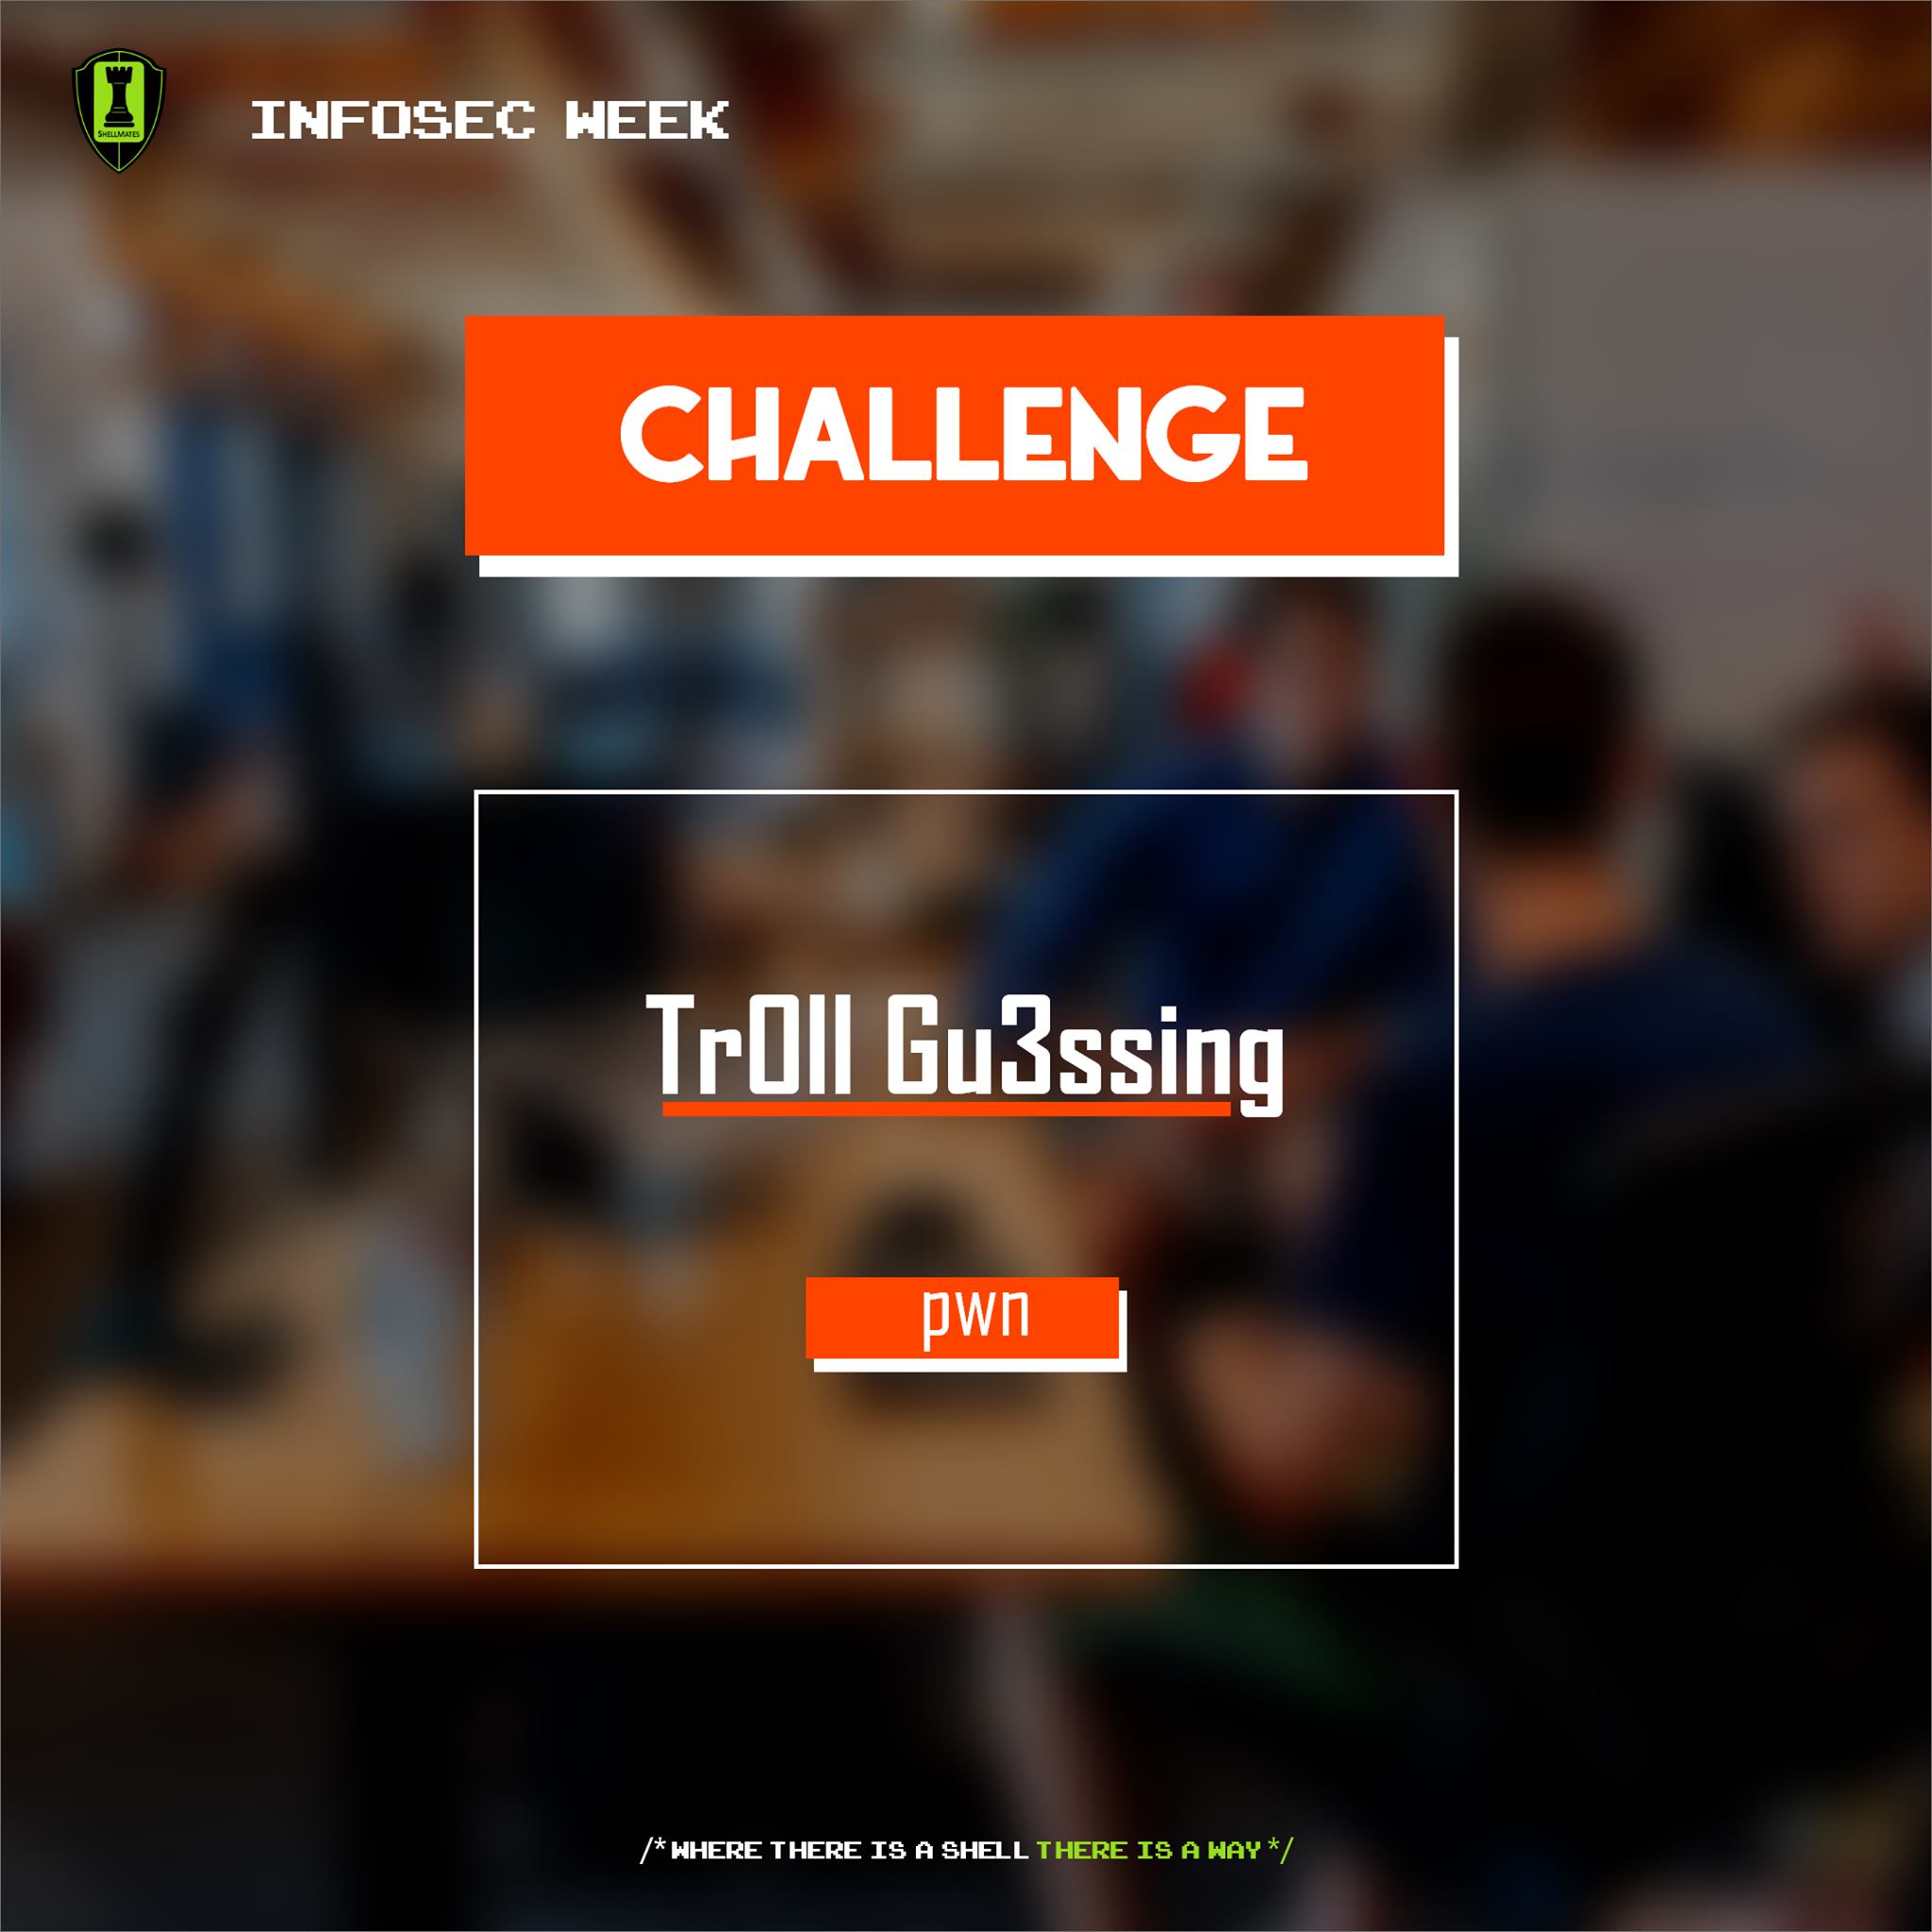 SHELLMATES
INFOSEC WEEK
CHALLENGE
Tr0ll Gu3ssing
pwn
/* WHERE THERE IS A SHELL THERE IS A WAY */